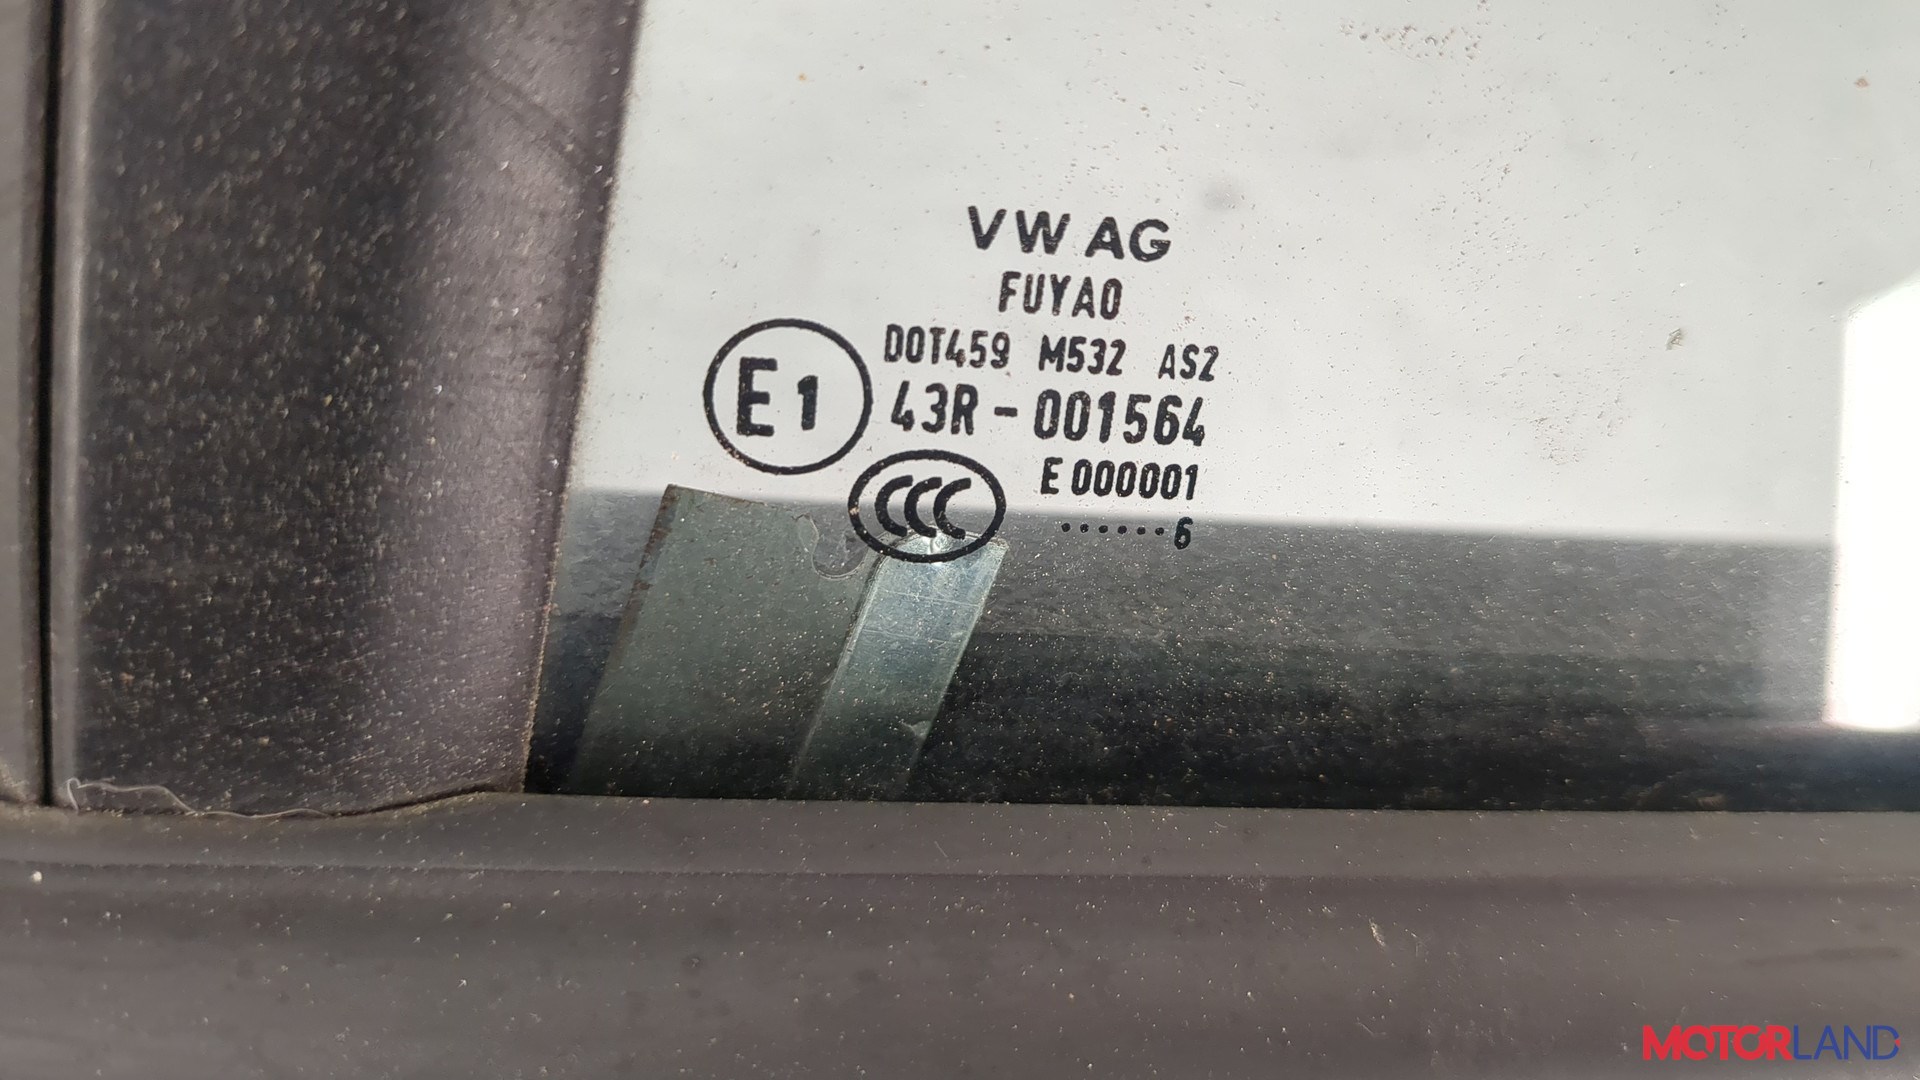 VW AG
FUYAO
DOT459 M532 AS2
E1
43R-001564
E 000001
CCC
······6
MOTORLAND